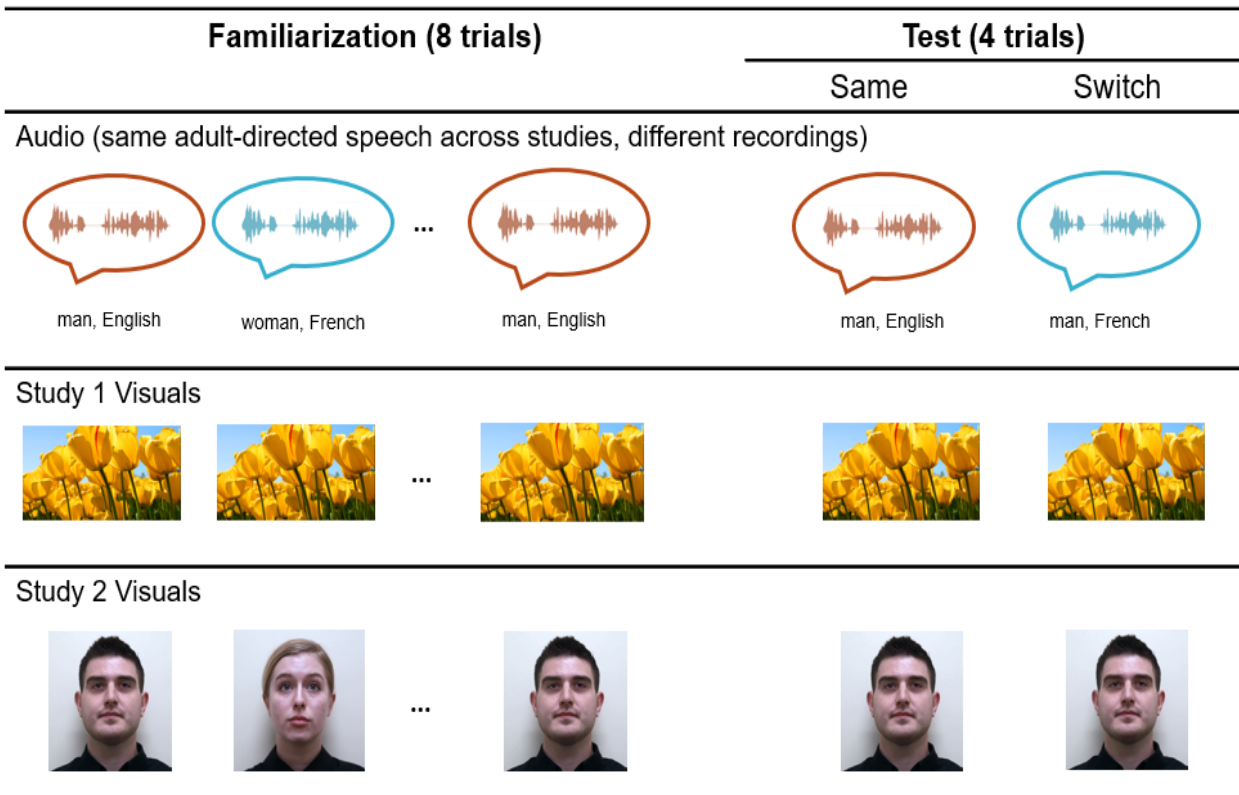 Familiarization (8 trials)
Test (4 trials)
Same
Switch
Audio (same adult-directed speech across studies, different recordings)
...
man, English
woman, French
man, English
man, English
man, French
Study 1 Visuals
...
Study 2 Visuals
...